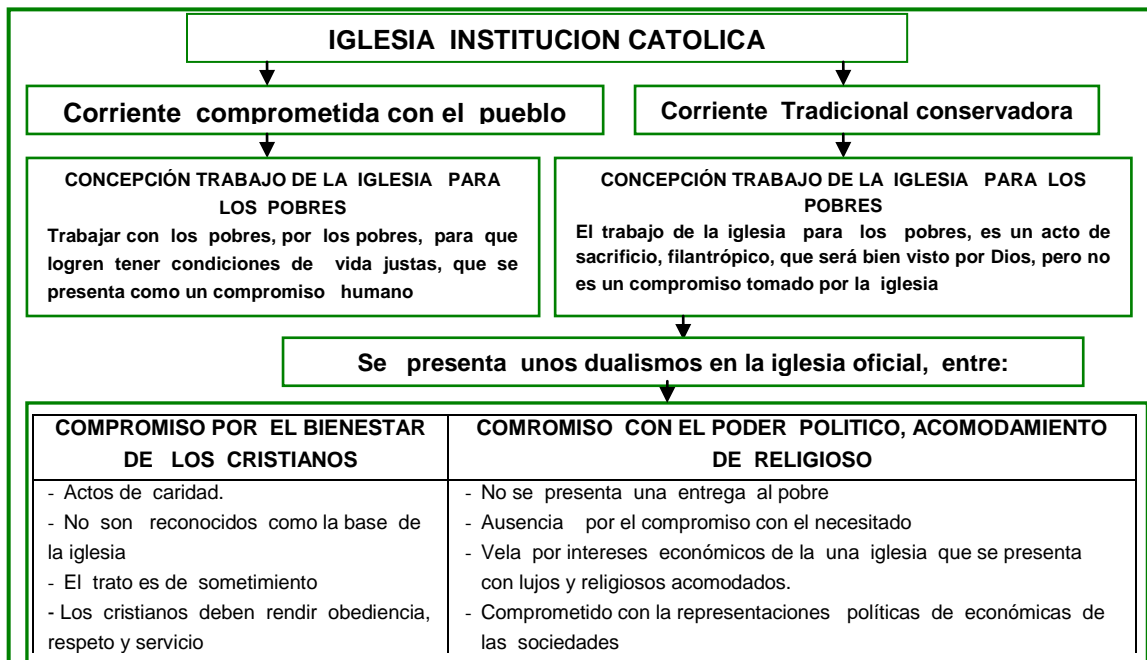 IGLESIA INSTITUCION CATOLICA
Corriente comprometida con el pueblo
Corriente Tradicional conservadora
CONCEPCIÓN TRABAJO DE LA IGLESIA PARA
LOS POBRES
Trabajar con los pobres, por los pobres, para que
logren tener condiciones de vida justas, que se
presenta como un compromiso humano
CONCEPCIÓN TRABAJO DE LA IGLESIA PARA LOS
POBRES
El trabajo de la iglesia para los pobres, es un acto de
sacrificio, filantrópico, que será bien visto por Dios, pero no
es un compromiso tomado por la iglesia
Se presenta unos dualismos en la iglesia oficial, entre:
COMPROMISO POR EL BIENESTAR
DE LOS CRISTIANOS
- Actos de caridad.
- No son reconocidos como la base de
la iglesia
- El trato es de sometimiento
- Los cristianos deben rendir obediencia,
respeto y servicio
COMROMISO CON EL PODER POLITICO, ACOMODAMIENTO
DE RELIGIOSO
- No se presenta una entrega al pobre
- Ausencia por el compromiso con el necesitado
- Vela por intereses económicos de la una iglesia que se presenta
con lujos y religiosos acomodados.
- Comprometido con la representaciones políticas de económicas de
las sociedades